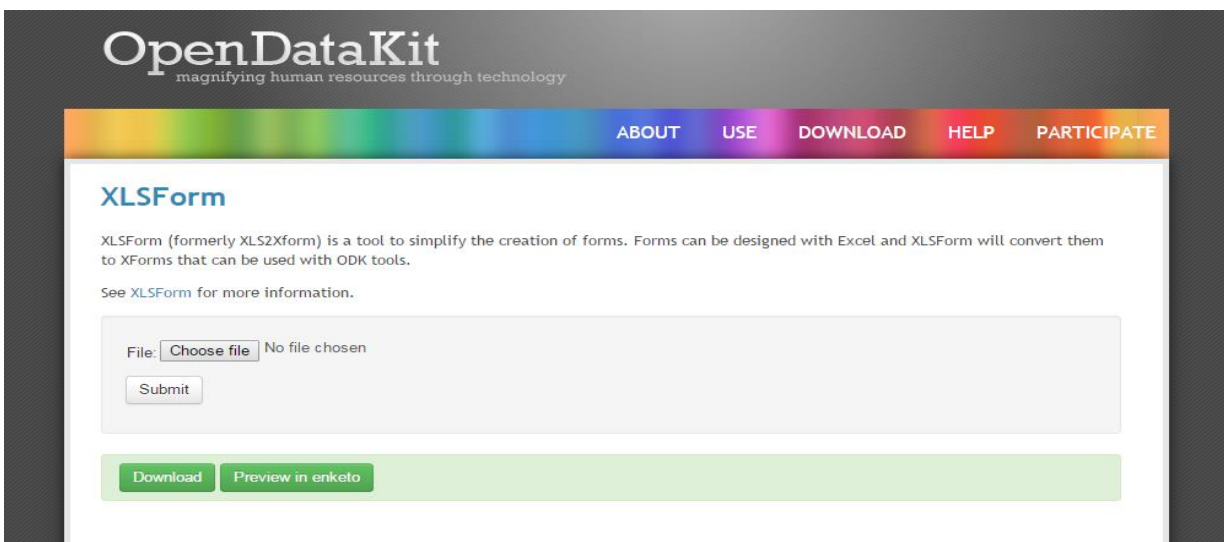 OpenDataKit
magnifying human resources through technology
ABOUT USE DOWNLOAD HELP PARTICIPATE
XLSForm
XLSForm (formerly XLS2Xform) is a tool to simplify the creation of forms. Forms can be designed with Excel and XLSForm will convert them
to XForms that can be used with ODK tools.
See XLSForm for more information.
File: Choose file No file chosen
Submit
Download Preview in enketo